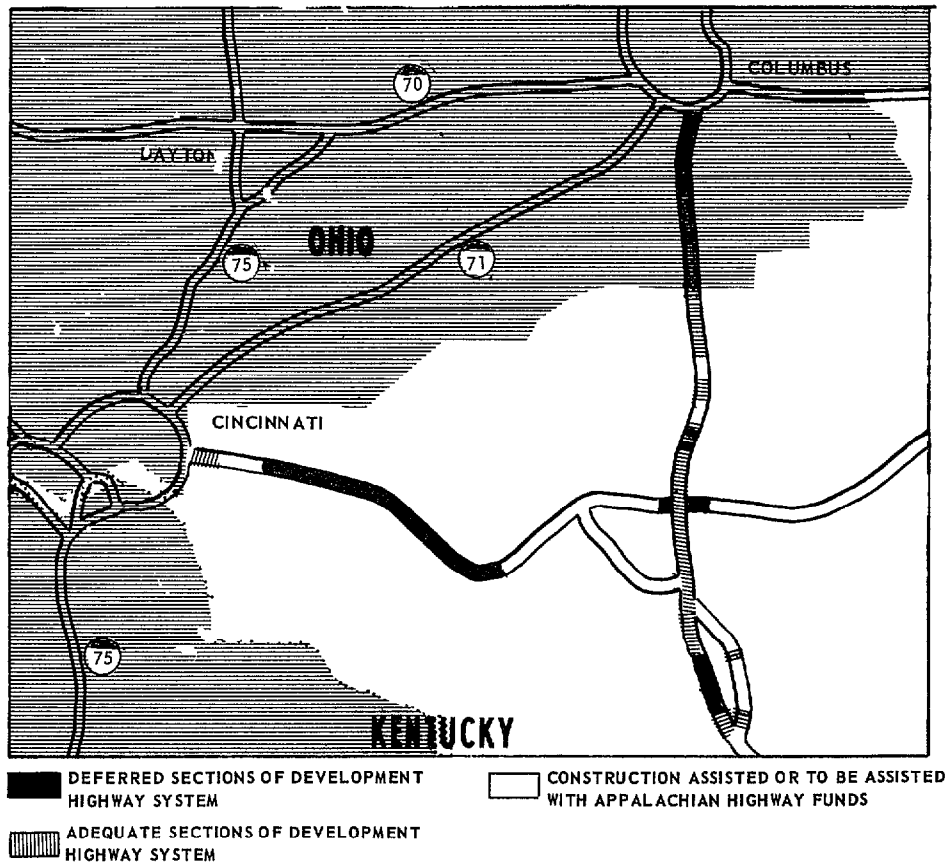 COLUMBUS
70
DAYTON
OHIO
75
71
CINCINNATI
75
KENTUCKY
DEFERRED SECTIONS OF DEVELOPMENT
HIGHWAY SYSTEM
CONSTRUCTION ASSISTED OR TO BE ASSISTED
WITH APPALACHIAN HIGHWAY FUNDS
ADEQUATE SECTIONS OF DEVELOPMENT
HIGHWAY SYSTEM